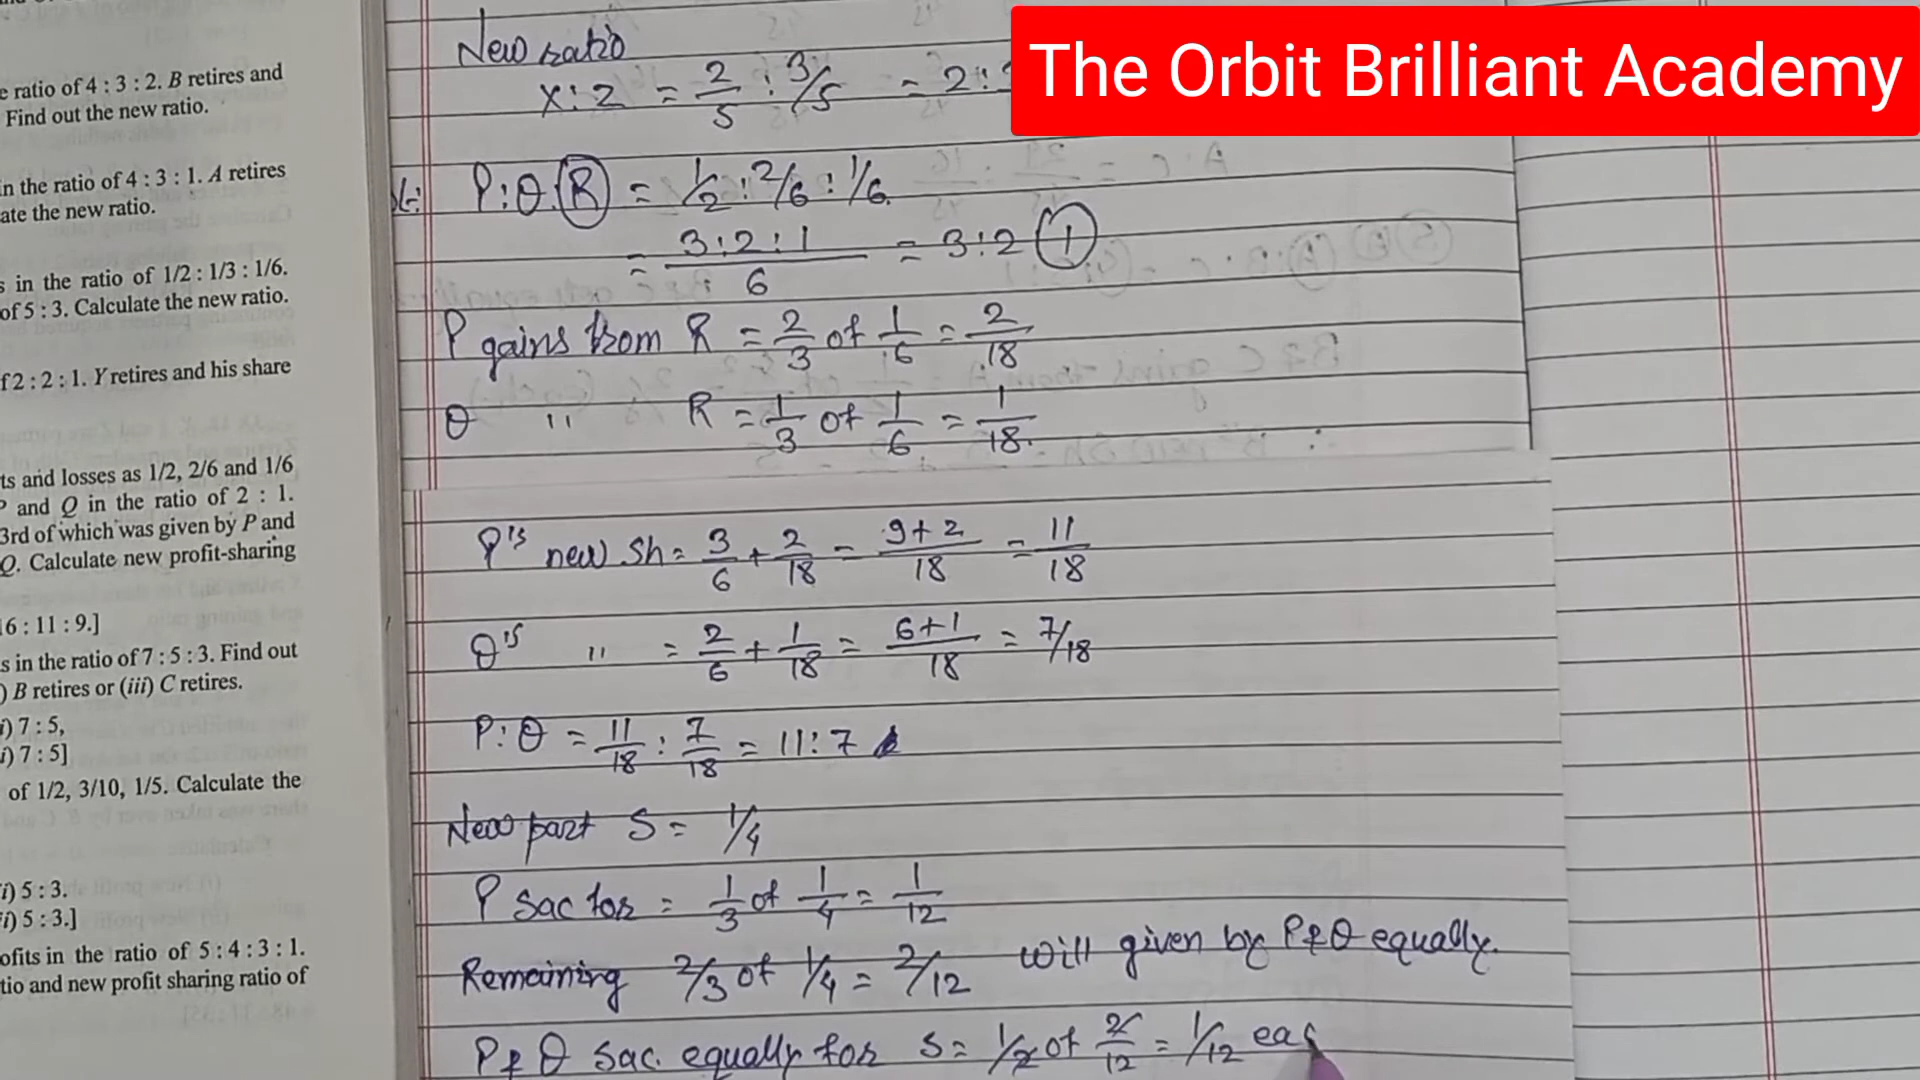 e ratio of 4 : 3 : 2. B retires and
Find out the new ratio.
in the ratio of 4 : 3 : 1. A retires
ate the new ratio.
s in the ratio of 1/2 : 1/3 : 1/6.
of 5 : 3. Calculate the new ratio.
f 2 : 2 : 1. Y retires and his share
ts and losses as 1/2, 2/6 and 1/6
P and Q in the ratio of 2 : 1.
3rd of which was given by P and
Q. Calculate new profit-sharing
16 : 11 : 9.]
s in the ratio of 7 : 5 : 3. Find out
) B retires or (iii) C retires.
i) 7 : 5,
i) 7 : 5]
of 1/2, 3/10, 1/5. Calculate the
i) 5 : 3.
i) 5 : 3.]
ofits in the ratio of 5 : 4 : 3 : 1.
tio and new profit sharing ratio of
The Orbit Brilliant Academy
New ratio
X : Z = 2/5 : 3/5 = 2 :
P : Q : R = 1/2 : 2/6 : 1/6.
= 3 : 2 : 1 / 6 = 3 : 2 1
P gains from R = 2/3 of 1/6 = 2/18
Q " R = 1/3 of 1/6 = 1/18.
P's new sh = 3/6 + 2/18 = 9+2/18 = 11/18
Q's " = 2/6 + 1/18 = 6+1/18 = 7/18
P : Q = 11/18 : 7/18 = 11 : 7
New part S = 1/4
P sac for = 1/3 of 1/4 = 1/12
Remaining 2/3 of 1/4 = 2/12 will given by P & Q equally.
P & Q sac. equally for S = 1/2 of 2/12 = 1/12 eac